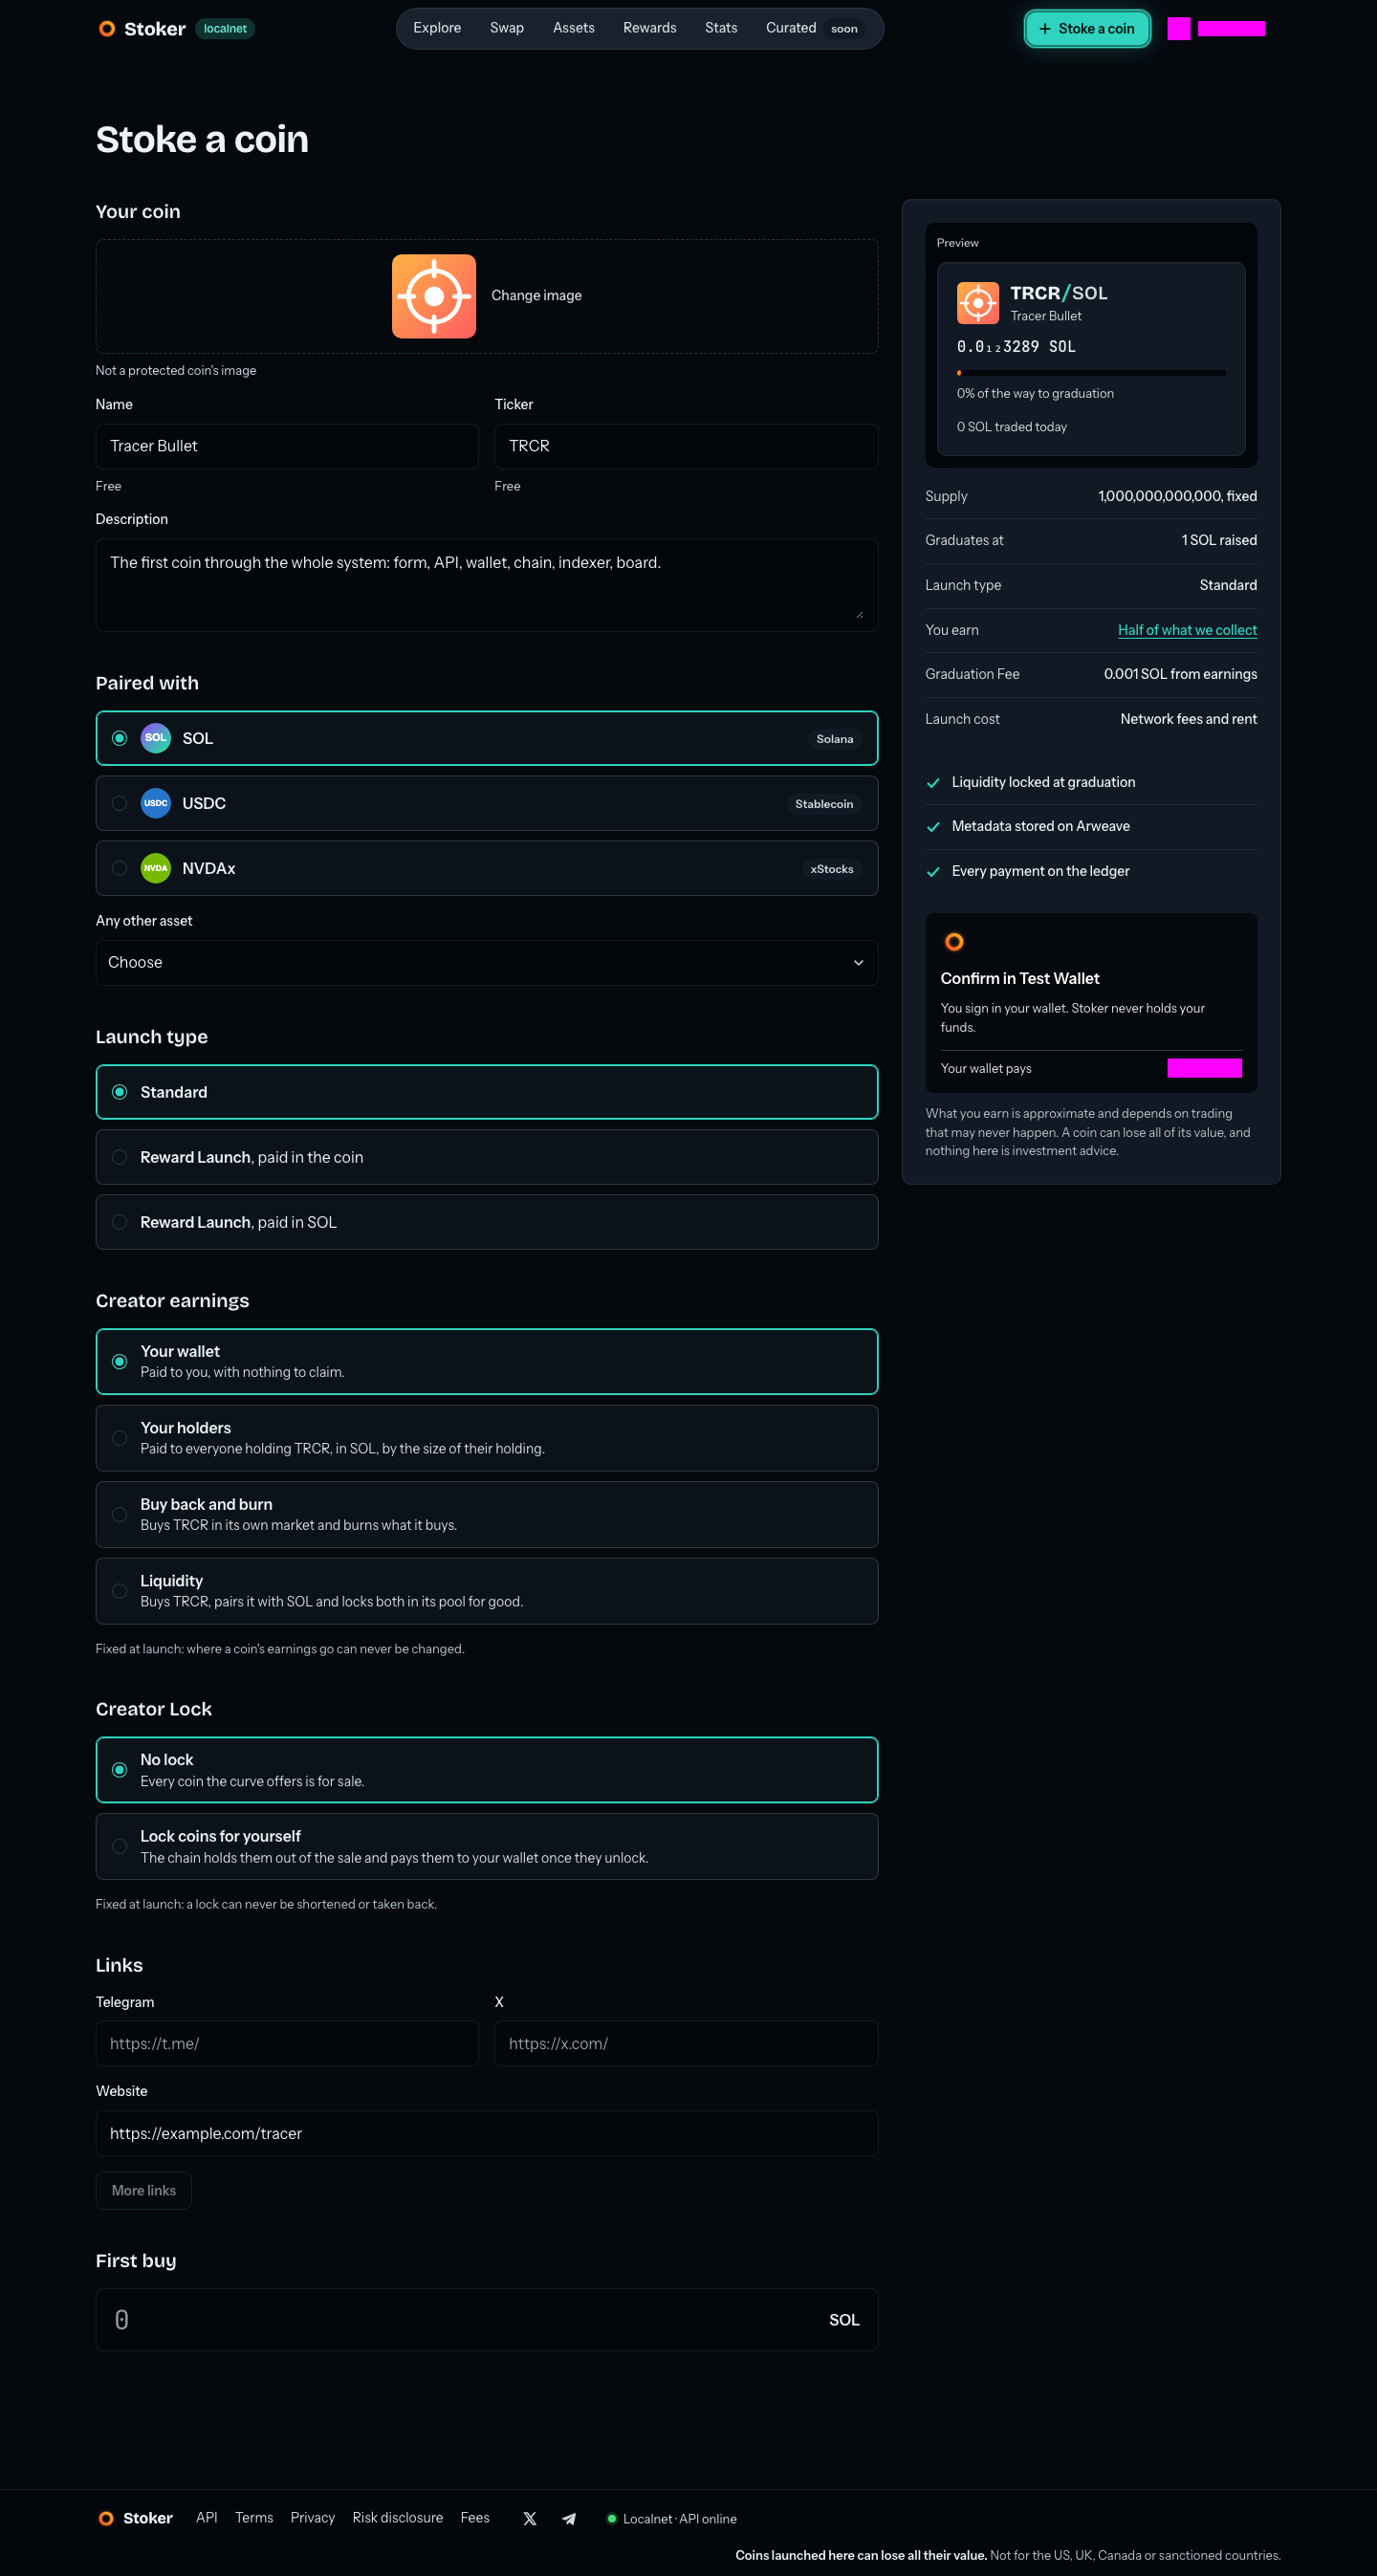 Stoker localnet
Explore Swap Assets Rewards Stats Curated soon
+ Stoke a coin
Stoke a coin
Your coin
Change image
Not a protected coin's image
Name Ticker
Tracer Bullet TRCR
Free Free
Description
The first coin through the whole system: form, API, wallet, chain, indexer, board.
Paired with
SOL SOL Solana
USDC USDC Stablecoin
NVDA NVDAx xStocks
Any other asset
Choose
Launch type
Standard
Reward Launch, paid in the coin
Reward Launch, paid in SOL
Creator earnings
Your wallet
Paid to you, with nothing to claim.
Your holders
Paid to everyone holding TRCR, in SOL, by the size of their holding.
Buy back and burn
Buys TRCR in its own market and burns what it buys.
Liquidity
Buys TRCR, pairs it with SOL and locks both in its pool for good.
Fixed at launch: where a coin's earnings go can never be changed.
Creator Lock
No lock
Every coin the curve offers is for sale.
Lock coins for yourself
The chain holds them out of the sale and pays them to your wallet once they unlock.
Fixed at launch: a lock can never be shortened or taken back.
Links
Telegram X
https://t.me/ https://x.com/
Website
https://example.com/tracer
More links
First buy
0 SOL
Preview
TRCR/SOL
Tracer Bullet
0.0₁₂3289 SOL
0% of the way to graduation
0 SOL traded today
Supply 1,000,000,000,000, fixed
Graduates at 1 SOL raised
Launch type Standard
You earn Half of what we collect
Graduation Fee 0.001 SOL from earnings
Launch cost Network fees and rent
Liquidity locked at graduation
Metadata stored on Arweave
Every payment on the ledger
Confirm in Test Wallet
You sign in your wallet. Stoker never holds your
funds.
Your wallet pays
What you earn is approximate and depends on trading
that may never happen. A coin can lose all of its value, and
nothing here is investment advice.
Stoker API Terms Privacy Risk disclosure Fees Localnet · API online
Coins launched here can lose all their value. Not for the US, UK, Canada or sanctioned countries.